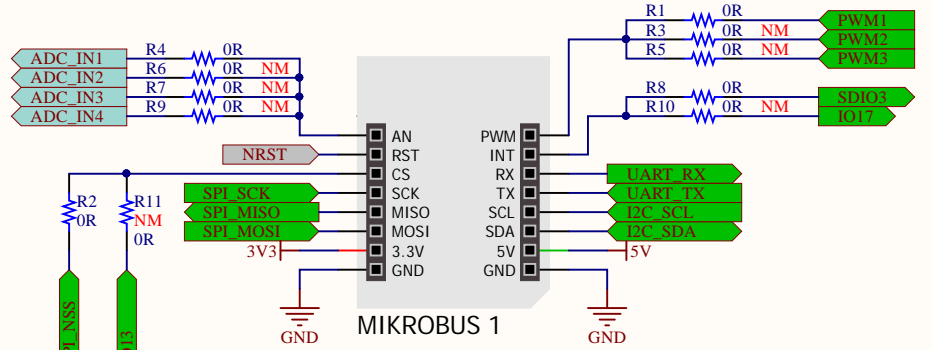 R1 0R PWM1
R3 0R NM PWM2
R5 0R NM PWM3
ADC_IN1 R4 0R
ADC_IN2 R6 0R NM
ADC_IN3 R7 0R NM
ADC_IN4 R9 0R NM
R8 0R SDIO3
R10 0R NM IO17
AN PWM
NRST RST INT
CS RX UART_RX
SPI_SCK SCK TX UART_TX
SPI_MISO MISO SCL I2C_SCL
SPI_MOSI MOSI SDA I2C_SDA
3V3 3.3V 5V 5V
GND GND
R2 R11
0R NM
0R
GND GND
MIKROBUS 1